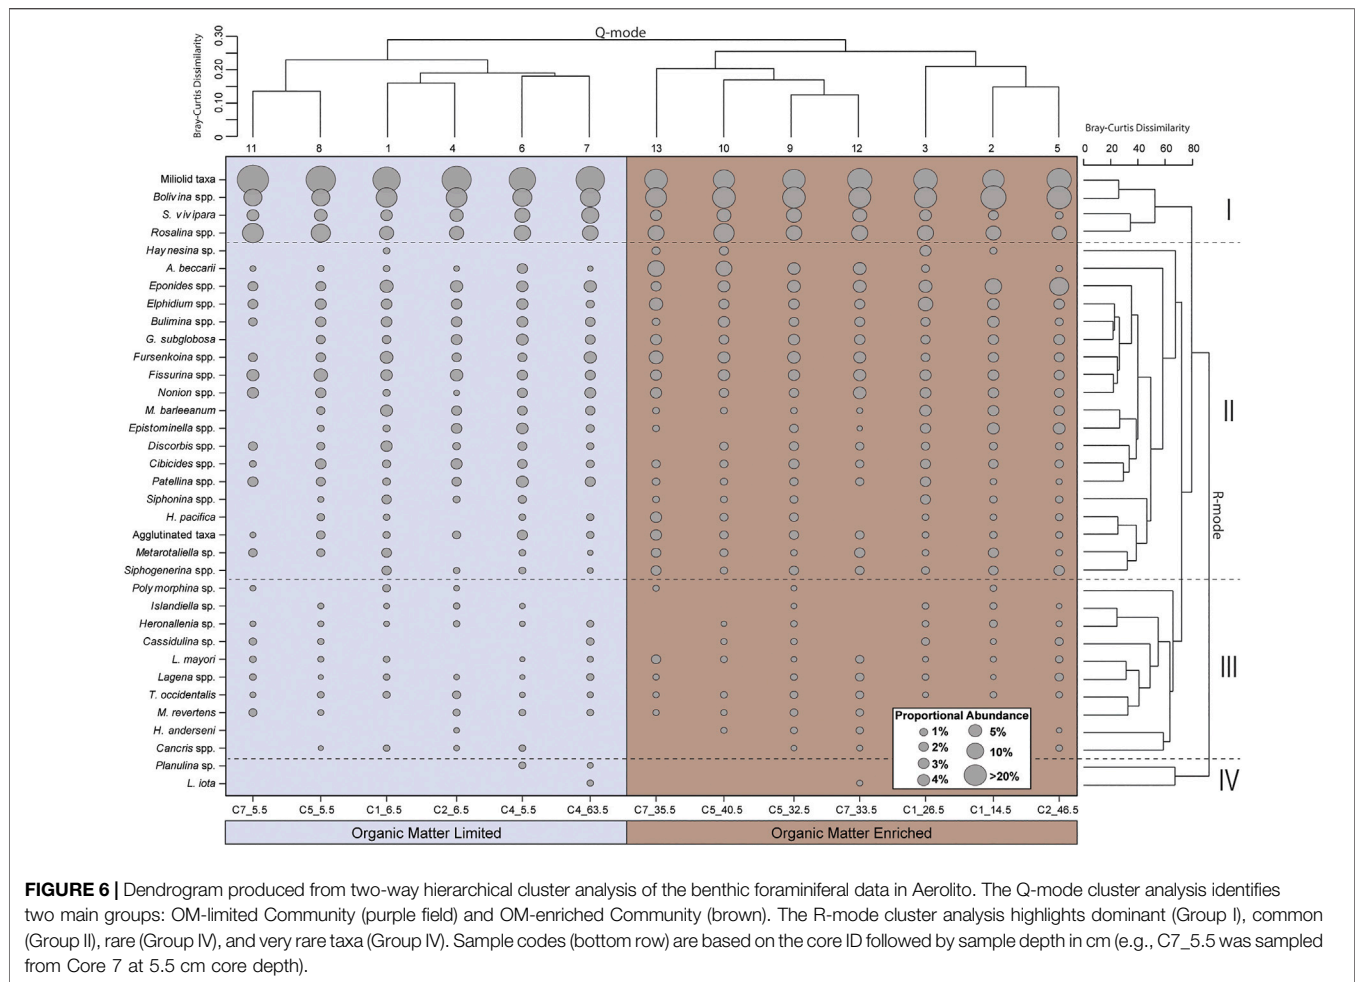 Q-mode
Bray-Curtis Dissimilarity
0.30
0.20
0.10
0
11 8 1 4 6 7 13 10 9 12 3 2 5
Bray-Curtis Dissimilarity
0 20 40 60 80
Miliolid taxa
Bolivina spp.
S. vivipara
Rosalina spp.
Haynesina sp.
A. beccarii
Eponides spp.
Elphidium spp.
Bulimina spp.
G. subglobosa
Fursenkoina spp.
Fissurina spp.
Nonion spp.
M. barleeanum
Epistominella spp.
Discorbis spp.
Cibicides spp.
Patellina spp.
Siphonina spp.
H. pacifica
Agglutinated taxa
Metarotaliella sp.
Siphogenerina spp.
Polymorphina sp.
Islandiella sp.
Heronallenia sp.
Cassidulina sp.
L. mayori
Lagena spp.
T. occidentalis
M. revertens
H. anderseni
Cancris spp.
Planulina sp.
L. iota
I
II
III
IV
R-mode
Proportional Abundance
1% 5%
2%
10%
3%
4% >20%
C7_5.5 C5_5.5 C1_6.5 C2_6.5 C4_5.5 C4_63.5 C7_35.5 C5_40.5 C5_32.5 C7_33.5 C1_26.5 C1_14.5 C2_46.5
Organic Matter Limited Organic Matter Enriched
FIGURE 6 | Dendrogram produced from two-way hierarchical cluster analysis of the benthic foraminiferal data in Aerolito. The Q-mode cluster analysis identifies
two main groups: OM-limited Community (purple field) and OM-enriched Community (brown). The R-mode cluster analysis highlights dominant (Group I), common
(Group II), rare (Group IV), and very rare taxa (Group IV). Sample codes (bottom row) are based on the core ID followed by sample depth in cm (e.g., C7_5.5 was sampled
from Core 7 at 5.5 cm core depth).